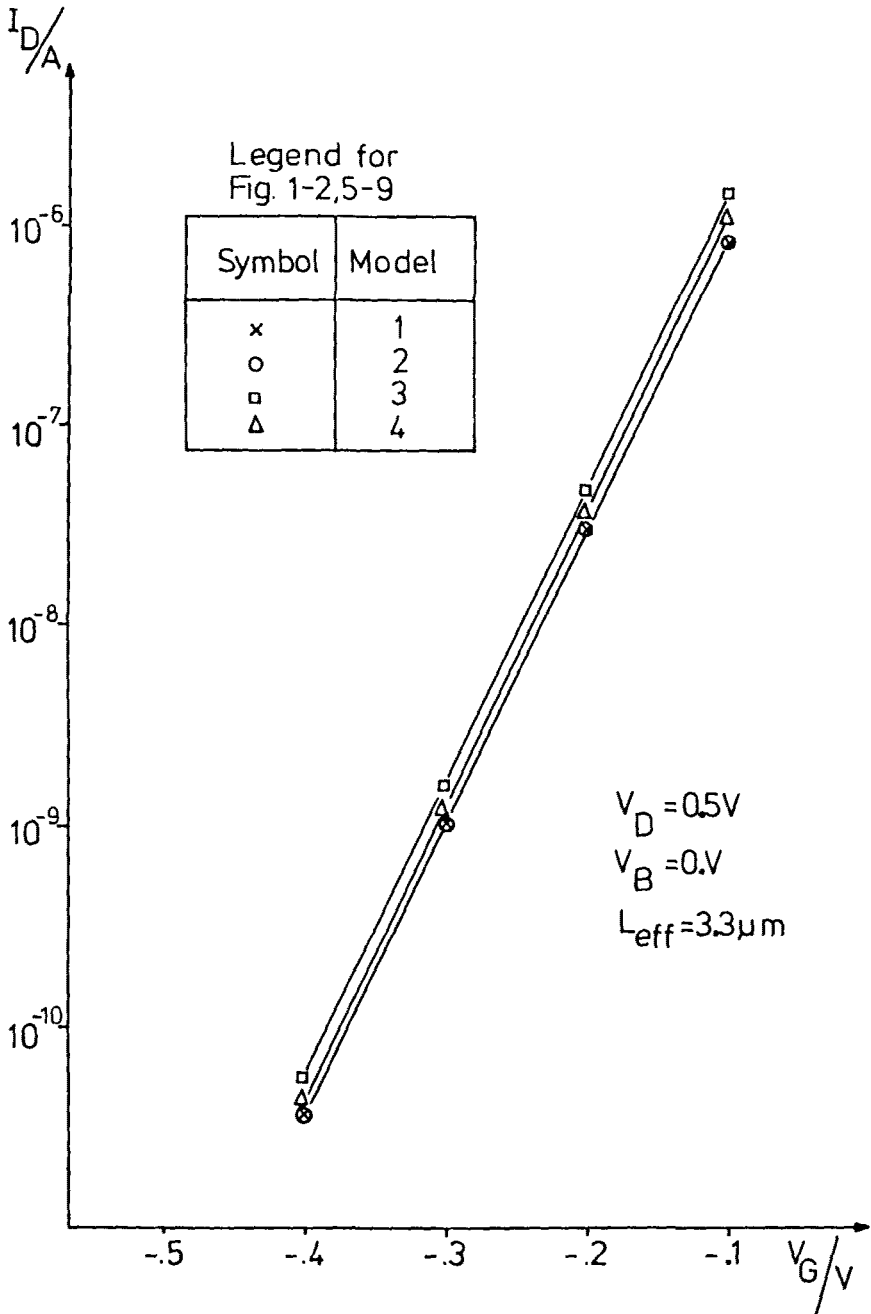 I_D/A
Legend for
Fig. 1-2,5-9
Symbol Model
× 1
○ 2
□ 3
△ 4
10^-6
10^-7
10^-8
10^-9
10^-10
V_D =0.5V
V_B =0.V
L_eff =3.3μm
-.5 -.4 -.3 -.2 -.1 V_G/V